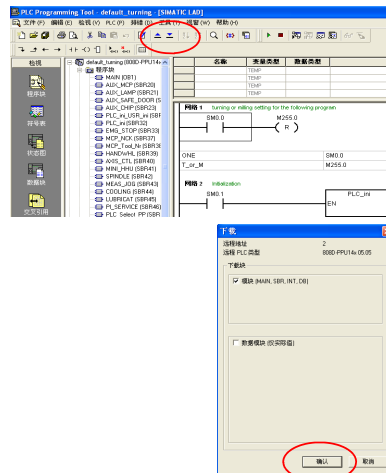 PLC Programming Tool - default_turning - [SIMATIC LAD]
文件(F) 编辑(E) 检视(V) PLC(P) 排错(D) 工具(T) 视窗(W) 帮助(H)
检视
程序块
符号表
状态图
数据块
交叉引用
default_turning (808D-PPU14v
程序块
MAIN (OB1)
AUX_MCP (SBR20)
AUX_LAMP (SBR21)
AUX_SAFE_DOOR (S
AUX_CHIP (SBR23)
PLC_ini_USR_ini (SBF
PLC_ini(SBR32)
EMG_STOP (SBR33)
MCP_NCK (SBR37)
MCP_Tool_Nr (SBR38
HANDWHL (SBR39)
AXIS_CTL (SBR40)
MINI_HHU (SBR41)
SPINDLE (SBR42)
MEAS_JOG (SBR43)
COOLING (SBR44)
LUBRICAT (SBR45)
PI_SERVICE (SBR46)
PLC_Select_PP (SBR
名称 变量类型 数据类型
TEMP
TEMP
TEMP
TEMP
网络 1 turning or milling setting for the following program
SM0.0 M255.0
( R )
ONE SM0.0
T_or_M M255.0
网络 2 Initialization
SM0.1 PLC_ini
EN
下载
远程地址 2
远程 PLC 类型 808D-PPU14v 05.05
下载块
模块 (MAIN, SBR, INT, DB)
数据模块 (仅实际值)
确认 取消